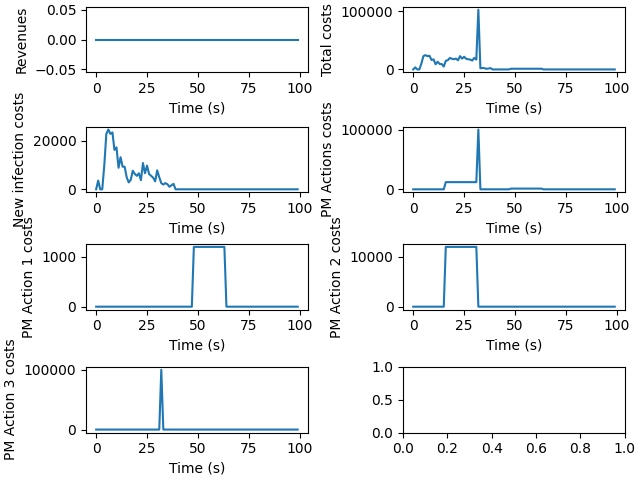 Revenues
0.05
0.00
−0.05
0 25 50 75 100
Time (s)
Total costs
100000
0
0 25 50 75 100
Time (s)
New infection costs
20000
0
0 25 50 75 100
Time (s)
PM Actions costs
100000
0
0 25 50 75 100
Time (s)
PM Action 1 costs
1000
0
0 25 50 75 100
Time (s)
PM Action 2 costs
10000
0
0 25 50 75 100
Time (s)
PM Action 3 costs
100000
0
0 25 50 75 100
Time (s)
1.0
0.5
0.0
0.0 0.2 0.4 0.6 0.8 1.0